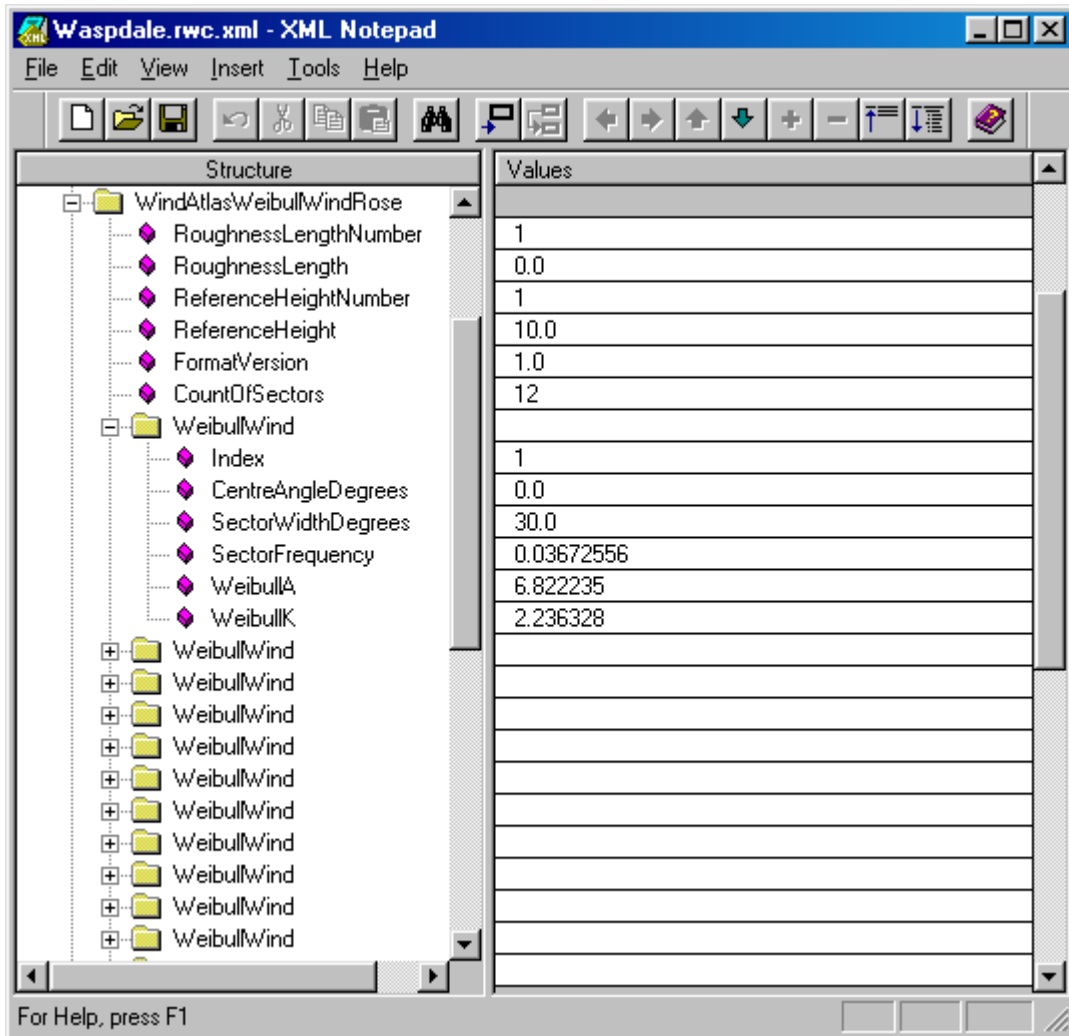 Waspdale.rwc.xml - XML Notepad
File Edit View Insert Tools Help
Structure Values
WindAtlasWeibullWindRose
RoughnessLengthNumber 1
RoughnessLength 0.0
ReferenceHeightNumber 1
ReferenceHeight 10.0
FormatVersion 1.0
CountOfSectors 12
WeibullWind
Index 1
CentreAngleDegrees 0.0
SectorWidthDegrees 30.0
SectorFrequency 0.03672556
WeibullA 6.822235
WeibullK 2.236328
WeibullWind
WeibullWind
WeibullWind
WeibullWind
WeibullWind
WeibullWind
WeibullWind
WeibullWind
WeibullWind
WeibullWind
For Help, press F1